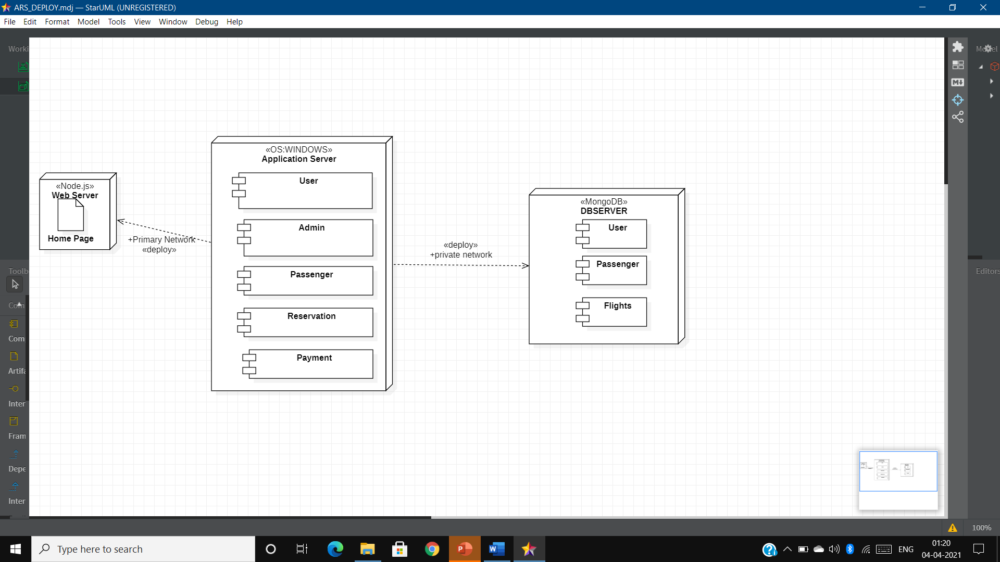 ARS_DEPLOY.mdj — StarUML (UNREGISTERED)
File Edit Format Model Tools View Window Debug Help
Worki
Model
«OS:WINDOWS»
Application Server
User
Admin
Passenger
Reservation
Payment
«Node.js»
Web Server
Home Page
+Primary Network
«deploy»
«deploy»
+private network
«MongoDB»
DBSERVER
User
Passenger
Flights
Toolb
Com
Com
Artifa
Inter
Fram
Depe
Inter
Editors
100%
Type here to search
ENG
01:20
04-04-2021